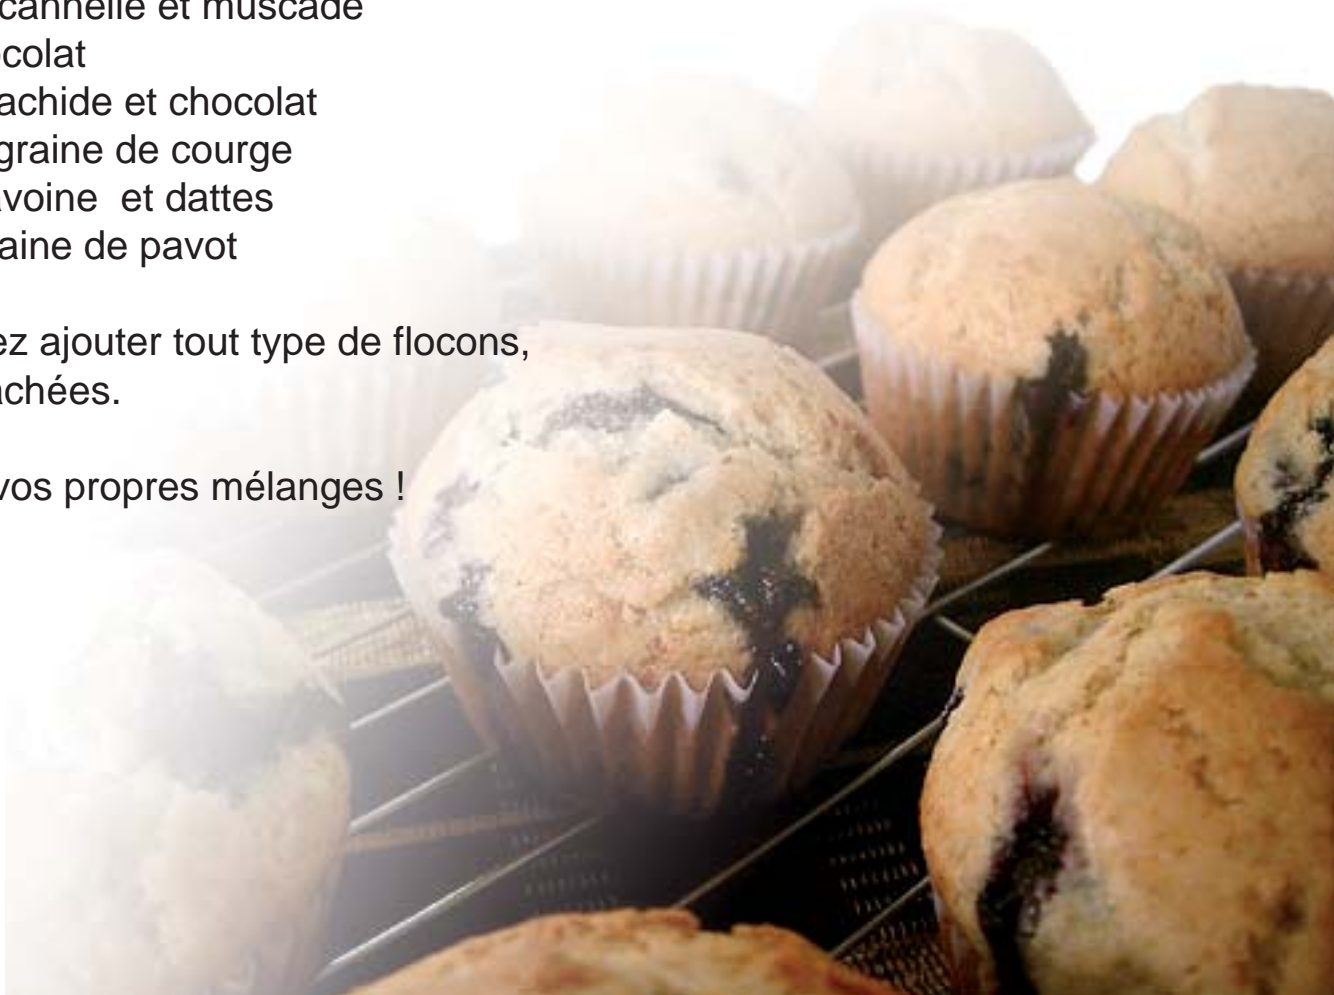 cannelle et muscade
colat
achide et chocolat
graine de courge
avoine et dattes
aine de pavot
ez ajouter tout type de flocons,
achées.
vos propres mélanges !